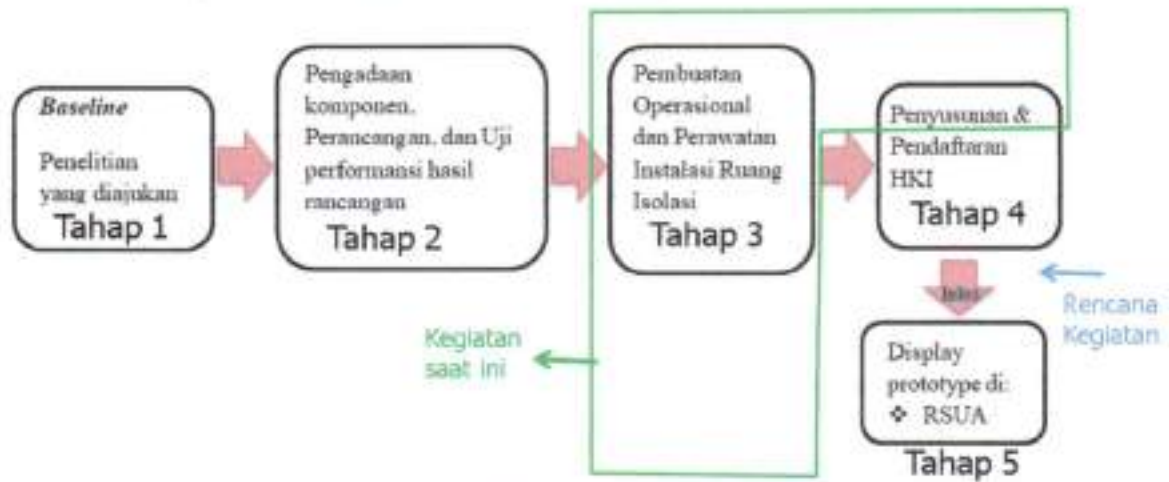 Baseline
Penelitian
yang diajukan
Tahap 1
Pengadaan
komponen,
Perancangan, dan Uji
performansi hasil
rancangan
Tahap 2
Pembuatan
Operasional
dan Perawatan
Instalasi Ruang
Isolasi
Tahap 3
Penyusunan &
Pendaftaran
HKI
Tahap 4
Rencana
Kegiatan
Kegiatan
saat ini
Display
prototype di:
❖ RSUA
Tahap 5